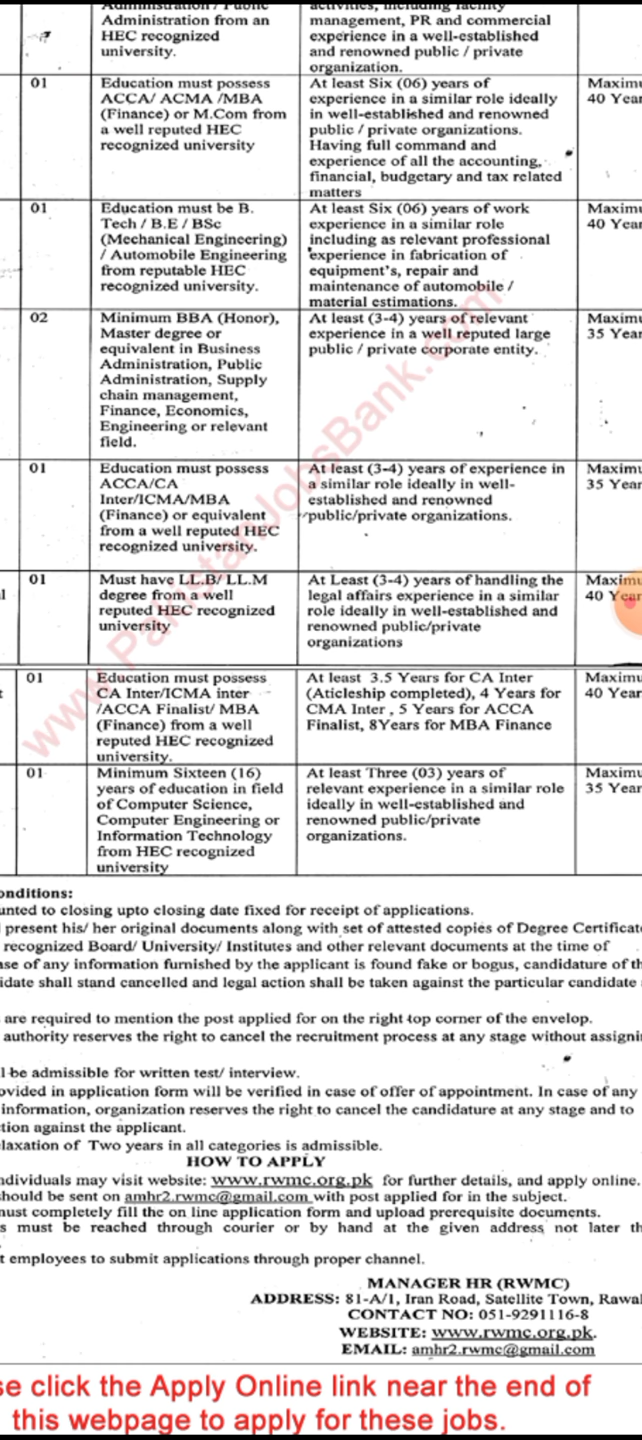 Administration / Public
Administration from an
HEC recognized
university.
activities, including facility
management, PR and commercial
experience in a well-established
and renowned public / private
organization.
01
Education must possess
ACCA/ ACMA /MBA
(Finance) or M.Com from
a well reputed HEC
recognized university
At least Six (06) years of
experience in a similar role ideally
in well-established and renowned
public / private organizations.
Having full command and
experience of all the accounting,
financial, budgetary and tax related
matters
Maximu
40 Year
01
Education must be B.
Tech / B.E / BSc
(Mechanical Engineering)
/ Automobile Engineering
from reputable HEC
recognized university.
At least Six (06) years of work
experience in a similar role
including as relevant professional
experience in fabrication of
equipment's, repair and
maintenance of automobile /
material estimations.
Maximu
40 Year
02
Minimum BBA (Honor),
Master degree or
equivalent in Business
Administration, Public
Administration, Supply
chain management,
Finance, Economics,
Engineering or relevant
field.
At least (3-4) years of relevant
experience in a well reputed large
public / private corporate entity.
Maximu
35 Year
01
Education must possess
ACCA/CA
Inter/ICMA/MBA
(Finance) or equivalent
from a well reputed HEC
recognized university.
At least (3-4) years of experience in
a similar role ideally in well-
established and renowned
public/private organizations.
Maximu
35 Year
l
01
Must have LL.B/ LL.M
degree from a well
reputed HEC recognized
university
At Least (3-4) years of handling the
legal affairs experience in a similar
role ideally in well-established and
renowned public/private
organizations
Maximu
40 Year
t
01
Education must possess
CA Inter/ICMA inter
/ACCA Finalist/ MBA
(Finance) from a well
reputed HEC recognized
university.
At least 3.5 Years for CA Inter
(Aticleship completed), 4 Years for
CMA Inter , 5 Years for ACCA
Finalist, 8Years for MBA Finance
Maximu
40 Year
01
Minimum Sixteen (16)
years of education in field
of Computer Science,
Computer Engineering or
Information Technology
from HEC recognized
university
At least Three (03) years of
relevant experience in a similar role
ideally in well-established and
renowned public/private
organizations.
Maximu
35 Year
www.PakistanJobsBank.com
onditions:
unted to closing upto closing date fixed for receipt of applications.
l present his/ her original documents along with set of attested copies of Degree Certificat
recognized Board/ University/ Institutes and other relevant documents at the time of
ase of any information furnished by the applicant is found fake or bogus, candidature of th
idate shall stand cancelled and legal action shall be taken against the particular candidate
are required to mention the post applied for on the right top corner of the envelop.
authority reserves the right to cancel the recruitment process at any stage without assignin
l be admissible for written test/ interview.
ovided in application form will be verified in case of offer of appointment. In case of any
information, organization reserves the right to cancel the candidature at any stage and to
tion against the applicant.
laxation of Two years in all categories is admissible.
HOW TO APPLY
ndividuals may visit website: www.rwmc.org.pk for further details, and apply online.
should be sent on amhr2.rwmc@gmail.com with post applied for in the subject.
must completely fill the on line application form and upload prerequisite documents.
s must be reached through courier or by hand at the given address not later th
t employees to submit applications through proper channel.
MANAGER HR (RWMC)
ADDRESS: 81-A/1, Iran Road, Satellite Town, Rawal
CONTACT NO: 051-9291116-8
WEBSITE: www.rwmc.org.pk.
EMAIL: amhr2.rwmc@gmail.com
se click the Apply Online link near the end of
this webpage to apply for these jobs.